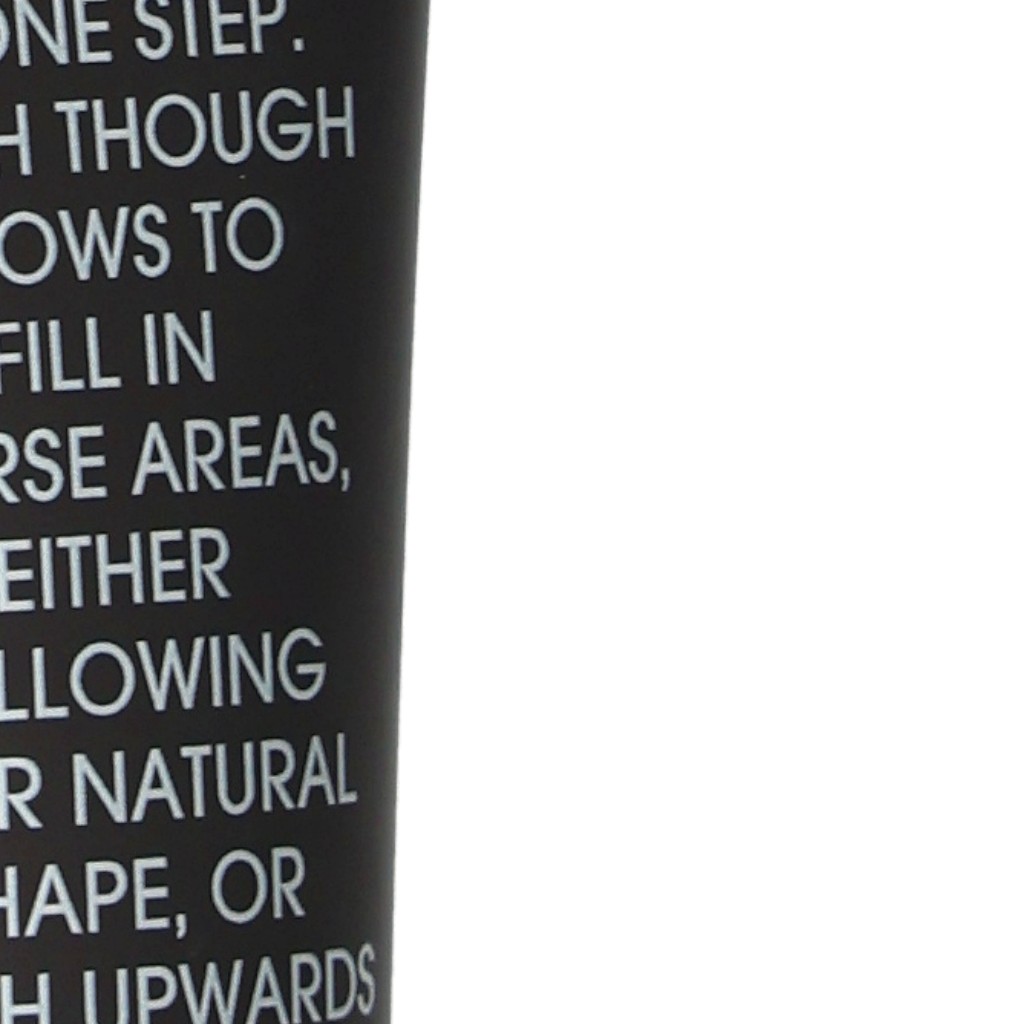 ONE STEP.
H THOUGH
OWS TO
FILL IN
RSE AREAS,
EITHER
LLOWING
R NATURAL
HAPE, OR
H UPWARDS